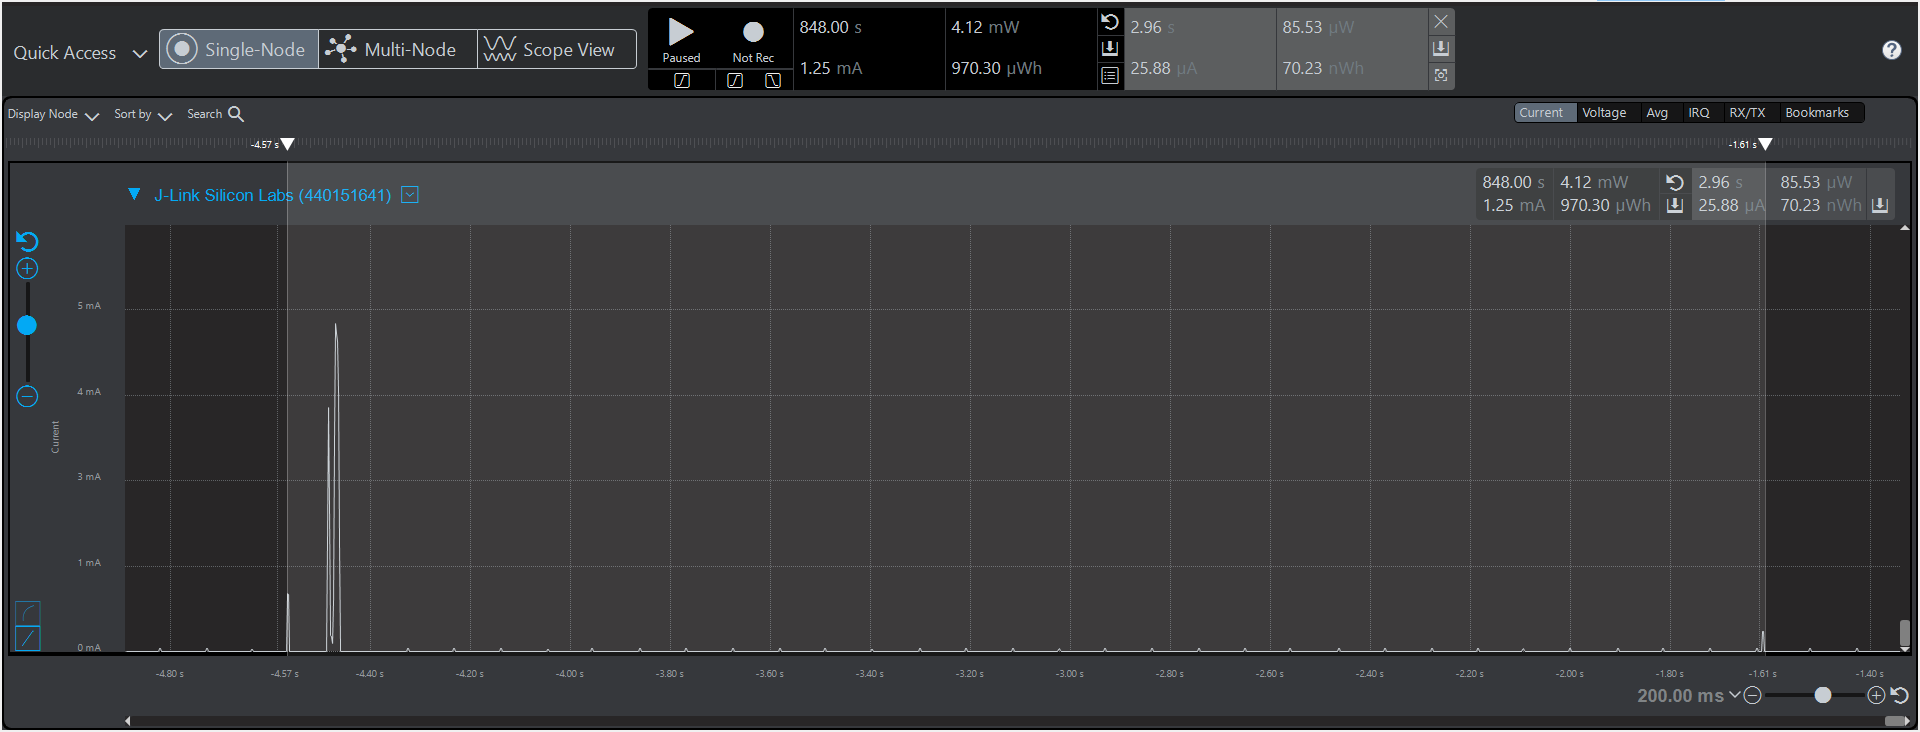 Quick Access
Single-Node
Multi-Node
Scope View
Paused
Not Rec
848.00 s
4.12 mW
1.25 mA
970.30 µWh
2.96 s
85.53 µW
25.88 µA
70.23 nWh
?
Display Node
Sort by
Search
Current
Voltage
Avg
IRQ
RX/TX
Bookmarks
-4.57 s
-1.61 s
J-Link Silicon Labs (440151641)
848.00 s
4.12 mW
2.96 s
85.53 µW
1.25 mA
970.30 µWh
25.88 µA
70.23 nWh
5 mA
4 mA
Current
3 mA
1 mA
0 mA
-4.80 s
-4.57 s
-4.40 s
-4.20 s
-4.00 s
-3.80 s
-3.60 s
-3.40 s
-3.20 s
-3.00 s
-2.80 s
-2.60 s
-2.40 s
-2.20 s
-2.00 s
-1.80 s
-1.61 s
-1.40 s
200.00 ms